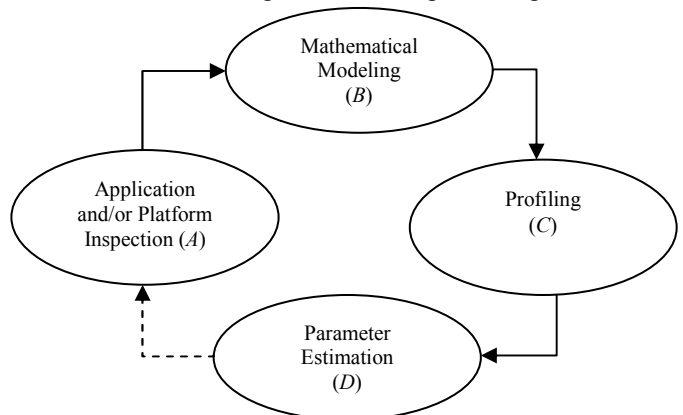 Mathematical
Modeling
(B)
Application
and/or Platform
Inspection (A)
Profiling
(C)
Parameter
Estimation
(D)